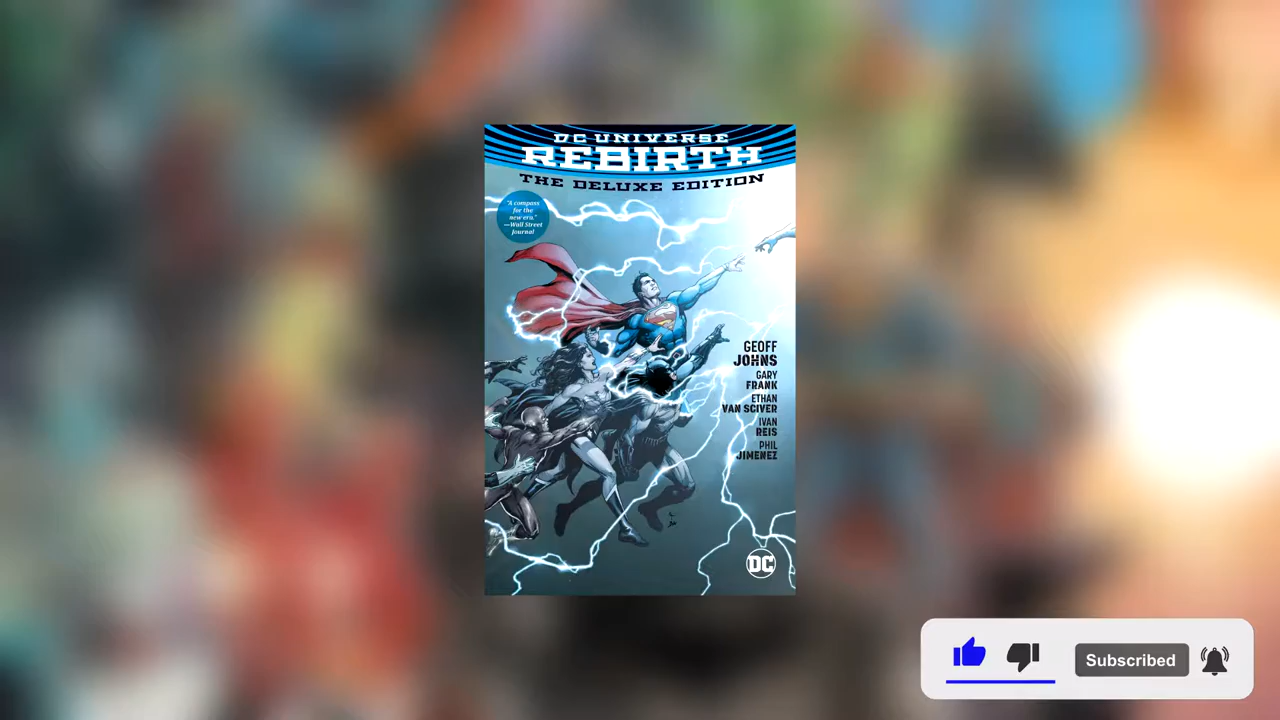 DC UNIVERSE
REBIRTH
THE DELUXE EDITION
"A compass
for the
new era."
—Wall Street
Journal
GEOFF
JOHNS
GARY
FRANK
ETHAN
VAN SCIVER
IVAN
REIS
PHIL
JIMENEZ
DC
Subscribed